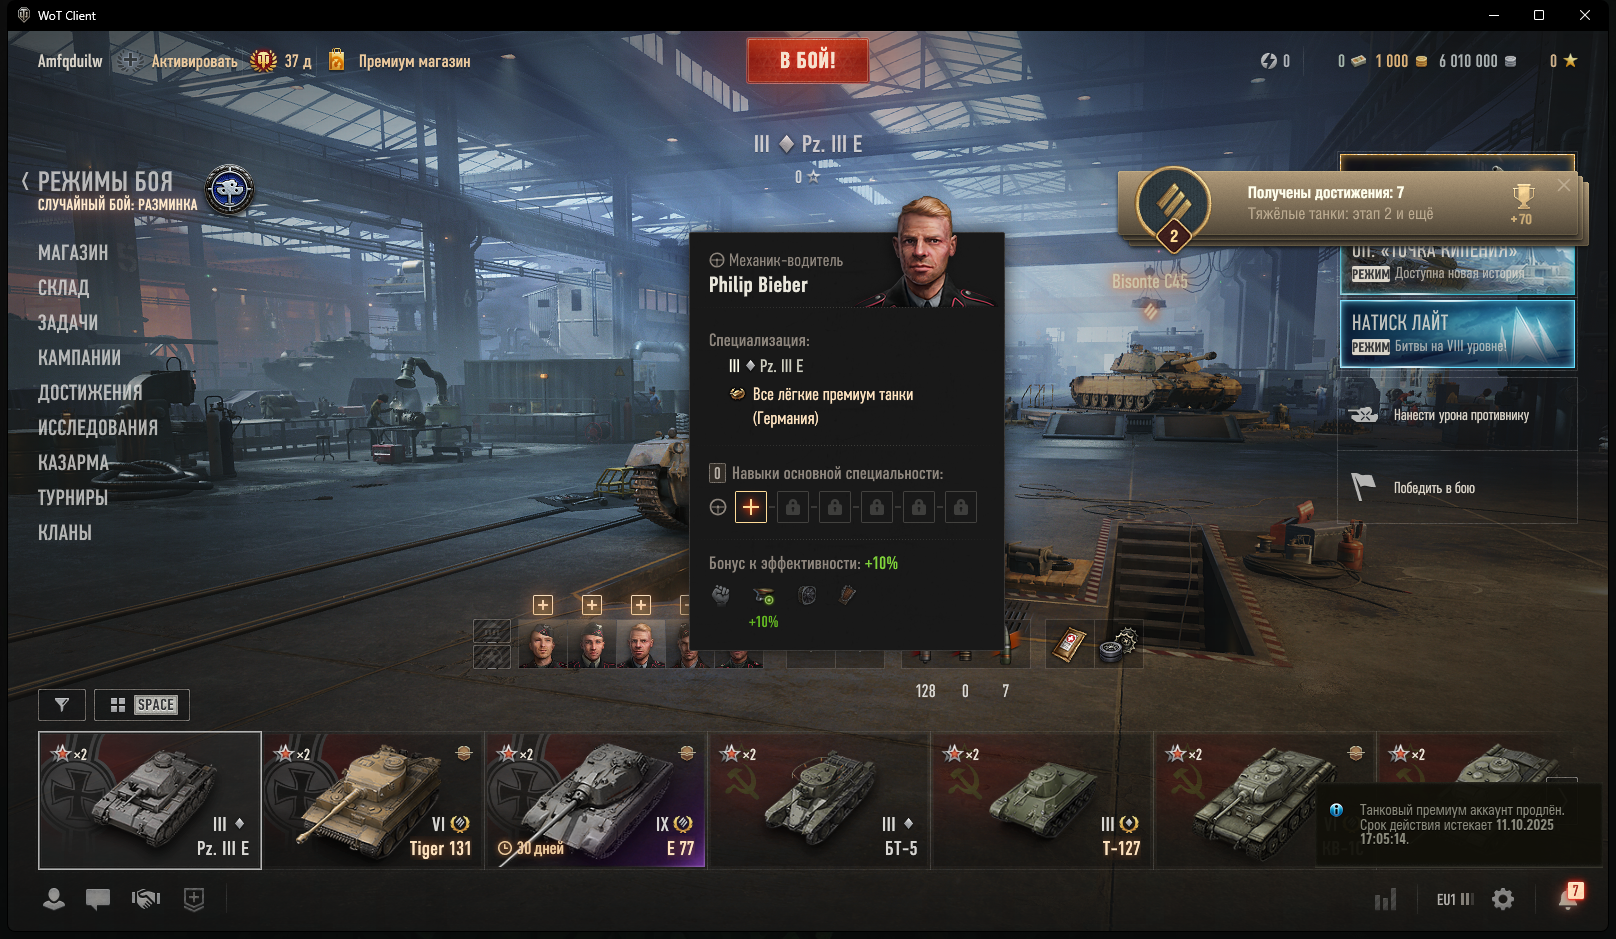 WoT Client
Amfqduilw
Активировать
37 д
Премиум магазин
В БОЙ!
0
0
1 000
6 010 000
0
III Pz. III E
0
РЕЖИМЫ БОЯ
СЛУЧАЙНЫЙ БОЙ: РАЗМИНКА
МАГАЗИН
СКЛАД
ЗАДАЧИ
КАМПАНИИ
ДОСТИЖЕНИЯ
ИССЛЕДОВАНИЯ
КАЗАРМА
ТУРНИРЫ
КЛАНЫ
Механик-водитель
Philip Bieber
Специализация:
III Pz. III E
Все лёгкие премиум танки
(Германия)
0 Навыки основной специальности:
Бонус к эффективности: +10%
+10%
Получены достижения: 7
Тяжёлые танки: этап 2 и ещё
+70
2
Bisonte C45
ОП. «ТОЧКА КИПЕНИЯ»
РЕЖИМ Доступна новая история
НАТИСК ЛАЙТ
РЕЖИМ Битвы на VIII уровне!
Нанести урона противнику
Победить в бою
128
0
7
SPACE
×2
III
Pz. III E
×2
VI
Tiger 131
×2
30 дней
IX
E 77
×2
III
БТ-5
×2
III
Т-127
×2
×2
Танковый премиум аккаунт продлён.
Срок действия истекает 11.10.2025
17:05:14.
EU1
7